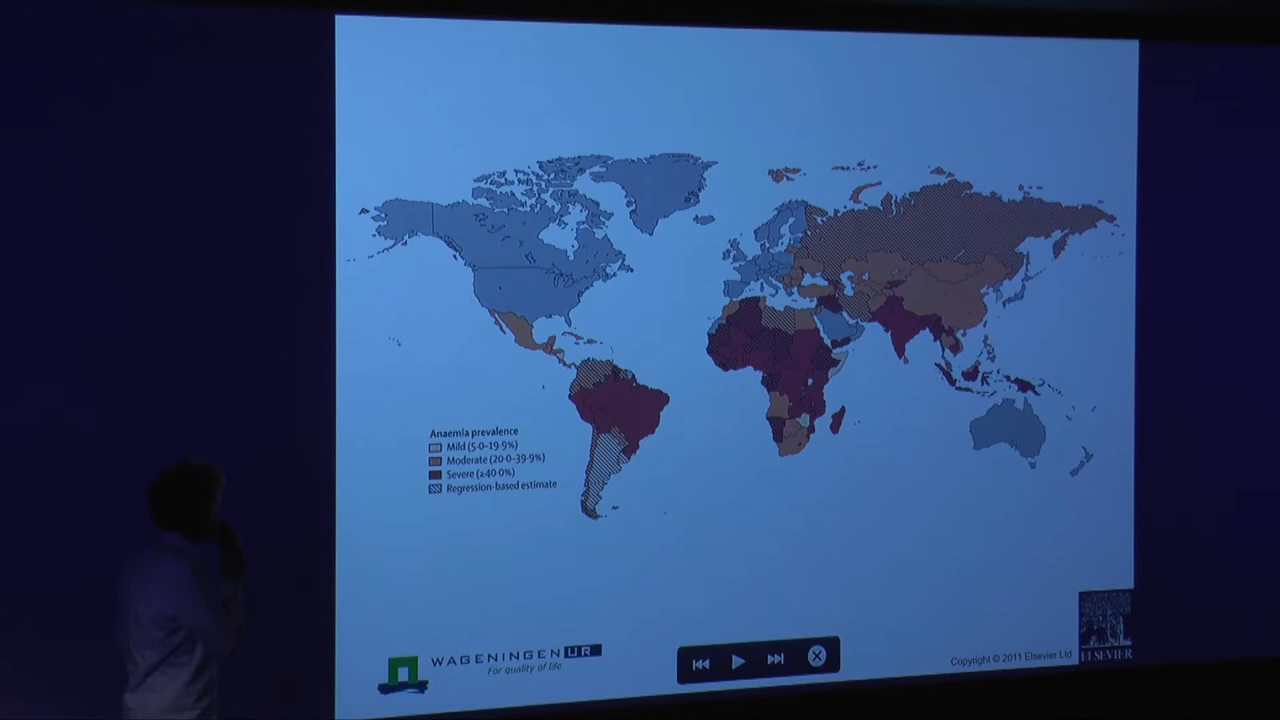 Anaemia prevalence
Mild (5·0–19·9%)
Moderate (20·0–39·9%)
Severe (≥40·0%)
Regression-based estimate
WAGENINGEN UR
For quality of life
Copyright © 2011 Elsevier Ltd
ELSEVIER